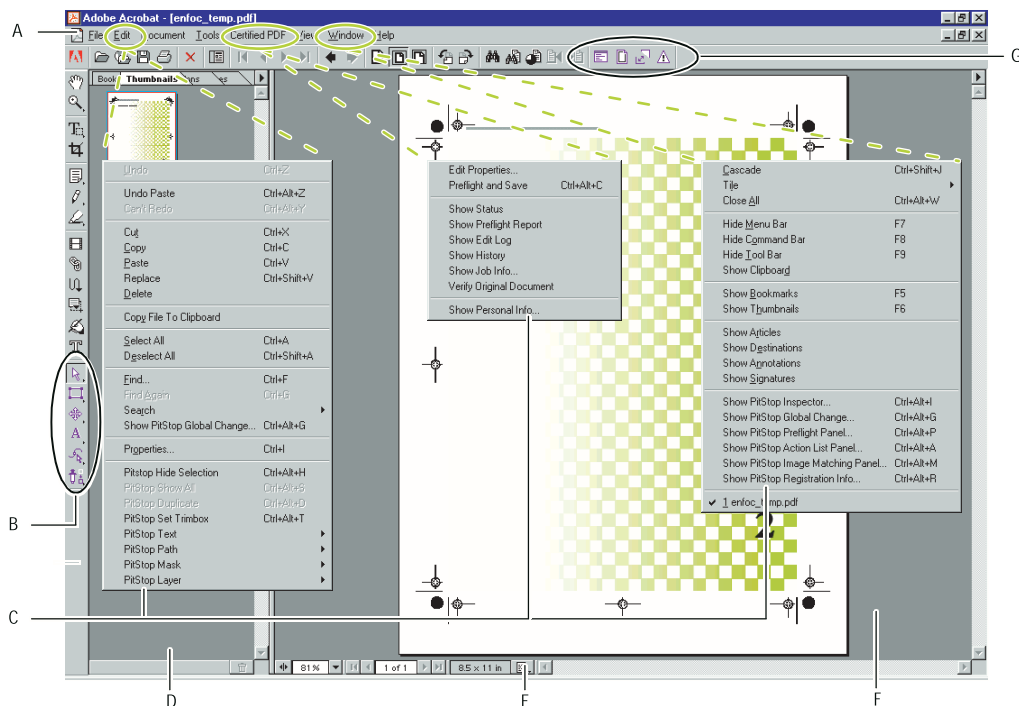 Adobe Acrobat - [enfoc_temp.pdf]
A
File Edit Document Tools Certified PDF View Window Help
G
Book Thumbnails ns es
Undo Ctrl+Z
Undo Paste Ctrl+Alt+Z
Can't Redo Ctrl+Alt+Y
Cut Ctrl+X
Copy Ctrl+C
Paste Ctrl+V
Replace Ctrl+Shift+V
Delete
Copy File To Clipboard
Select All Ctrl+A
Deselect All Ctrl+Shift+A
Find... Ctrl+F
Find Again Ctrl+G
Search
Show PitStop Global Change... Ctrl+Alt+G
Properties... Ctrl+I
Pitstop Hide Selection Ctrl+Alt+H
PitStop Show All Ctrl+Alt+S
PitStop Duplicate Ctrl+Alt+D
PitStop Set Trimbox Ctrl+Alt+T
PitStop Text
PitStop Path
PitStop Mask
PitStop Layer
Edit Properties...
Preflight and Save Ctrl+Alt+C
Show Status
Show Preflight Report
Show Edit Log
Show History
Show Job Info...
Verify Original Document
Show Personal Info...
Cascade Ctrl+Shift+J
Tile
Close All Ctrl+Alt+W
Hide Menu Bar F7
Hide Command Bar F8
Hide Tool Bar F9
Show Clipboard
Show Bookmarks F5
Show Thumbnails F6
Show Articles
Show Destinations
Show Annotations
Show Signatures
Show PitStop Inspector... Ctrl+Alt+I
Show PitStop Global Change... Ctrl+Alt+G
Show PitStop Preflight Panel... Ctrl+Alt+P
Show PitStop Action List Panel... Ctrl+Alt+A
Show PitStop Image Matching Panel... Ctrl+Alt+M
Show PitStop Registration Info... Ctrl+Alt+R
1 enfoc_temp.pdf
2
B
C
81% 1 of 1 8.5 x 11 in
D E F